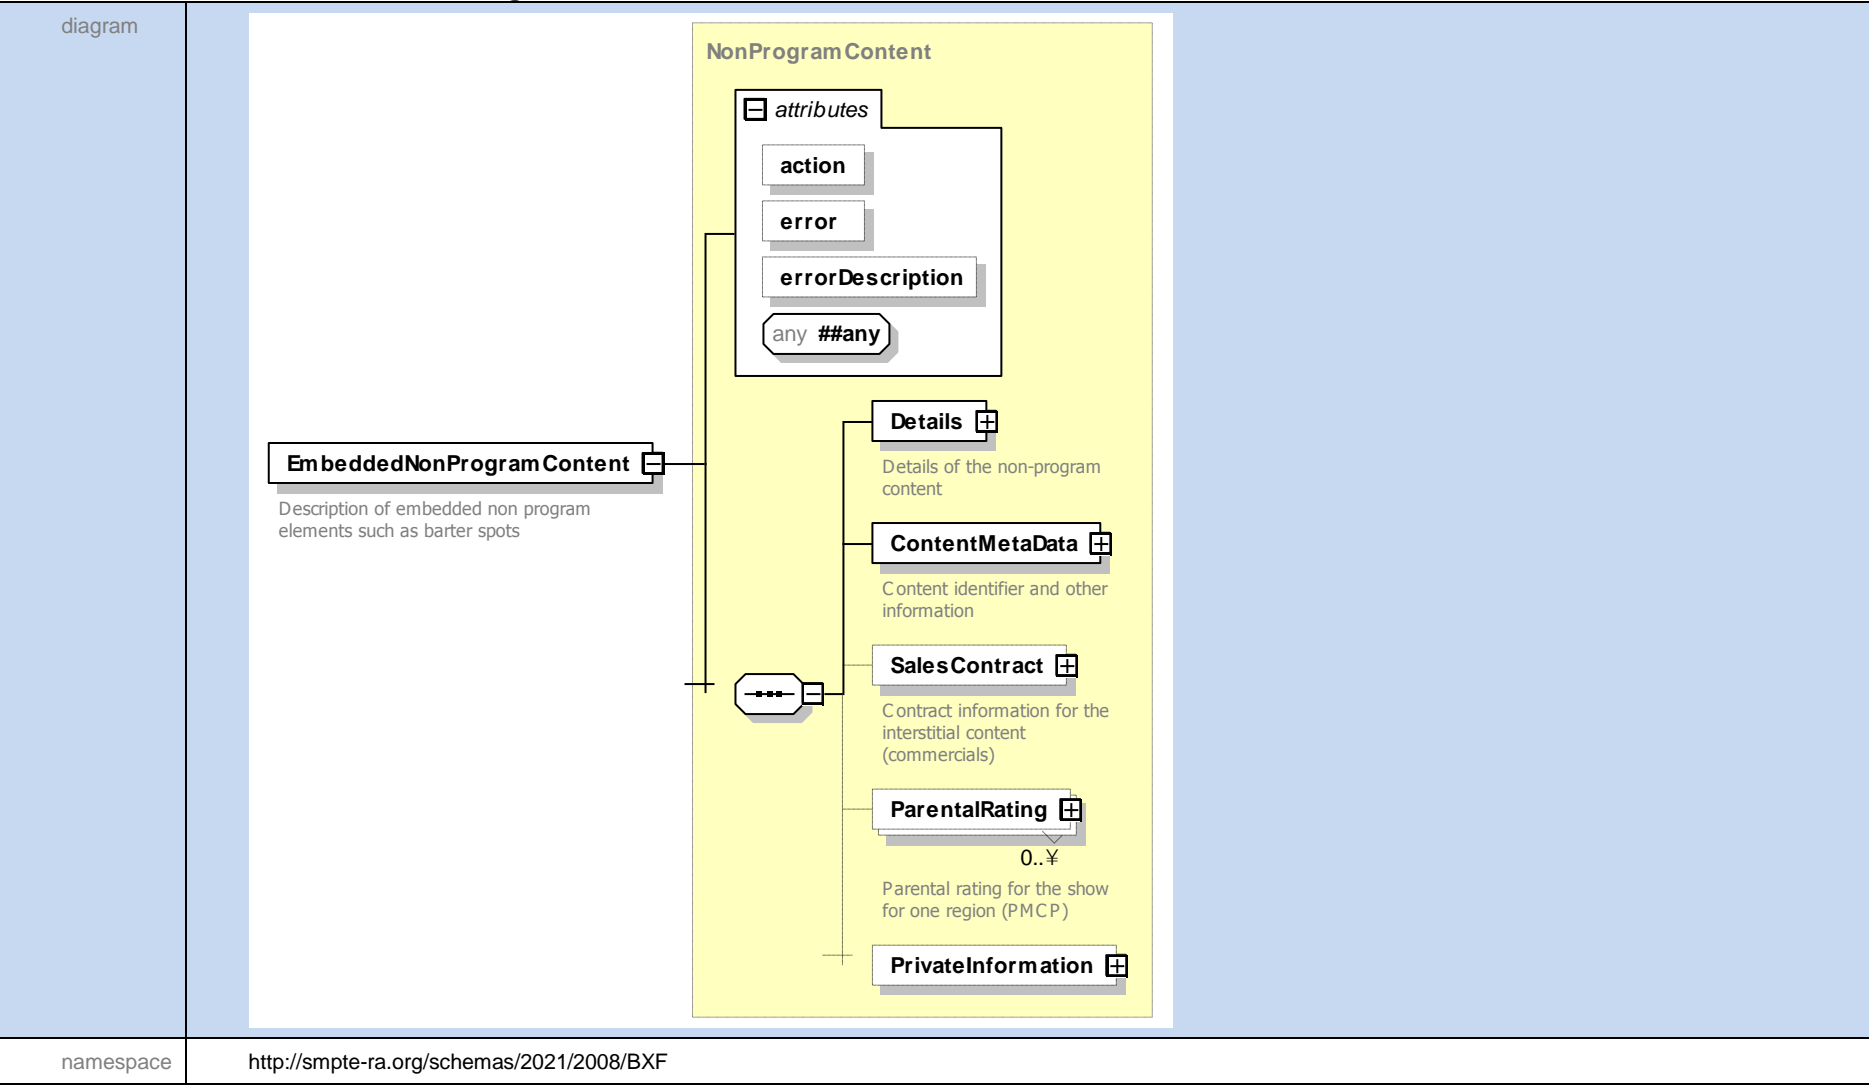 diagram
NonProgramContent
attributes
action
error
errorDescription
any ##any
EmbeddedNonProgramContent
Description of embedded non program
elements such as barter spots
Details
Details of the non-program
content
ContentMetaData
Content identifier and other
information
SalesContract
Contract information for the
interstitial content
(commercials)
ParentalRating
0..¥
Parental rating for the show
for one region (PMCP)
PrivateInformation
namespace
http://smpte-ra.org/schemas/2021/2008/BXF